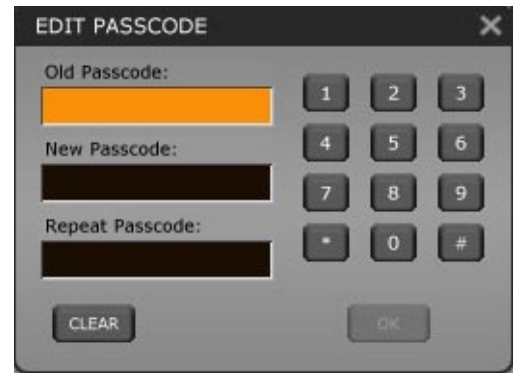 EDIT PASSCODE
Old Passcode:
New Passcode:
Repeat Passcode:
1 2 3
4 5 6
7 8 9
* 0 #
CLEAR
OK